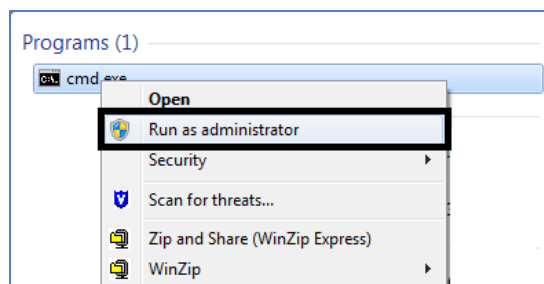 Programs (1)
cmd.exe
Open
Run as administrator
Security
Scan for threats...
Zip and Share (WinZip Express)
WinZip